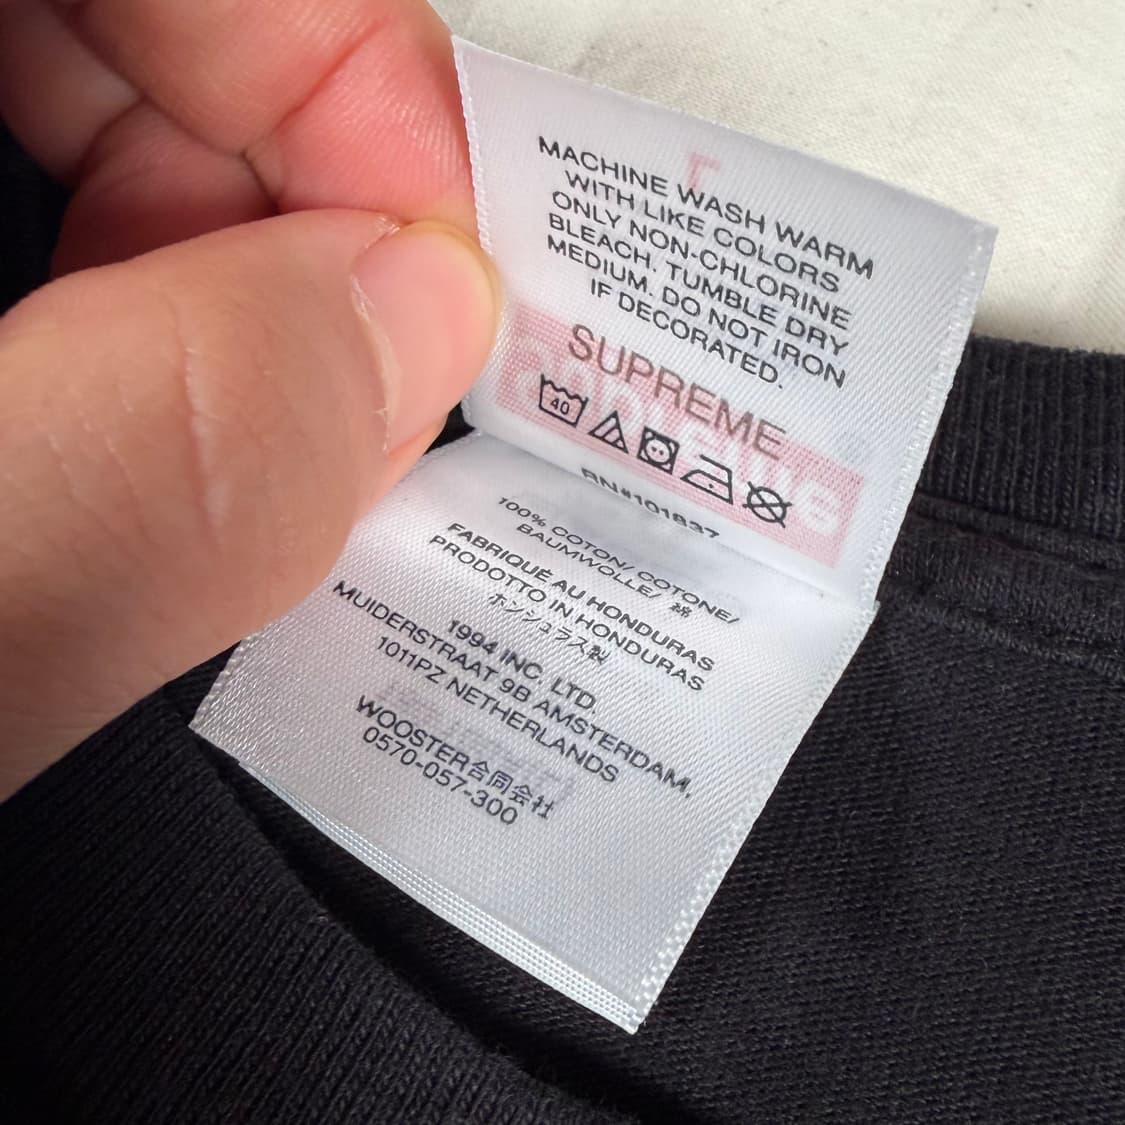 MACHINE WASH WARM
WITH LIKE COLORS
ONLY NON-CHLORINE
BLEACH. TUMBLE DRY
MEDIUM. DO NOT IRON
IF DECORATED.
SUPREME
40
RN#101837
100% COTON/ COTONE/
BAUMWOLLE/ 綿
FABRIQUÉ AU HONDURAS
PRODOTTO IN HONDURAS
ホンジュラス製
1994 INC. LTD.
MUIDERSTRAAT 9B AMSTERDAM,
1011PZ NETHERLANDS
WOOSTER合同会社
0570-057-300